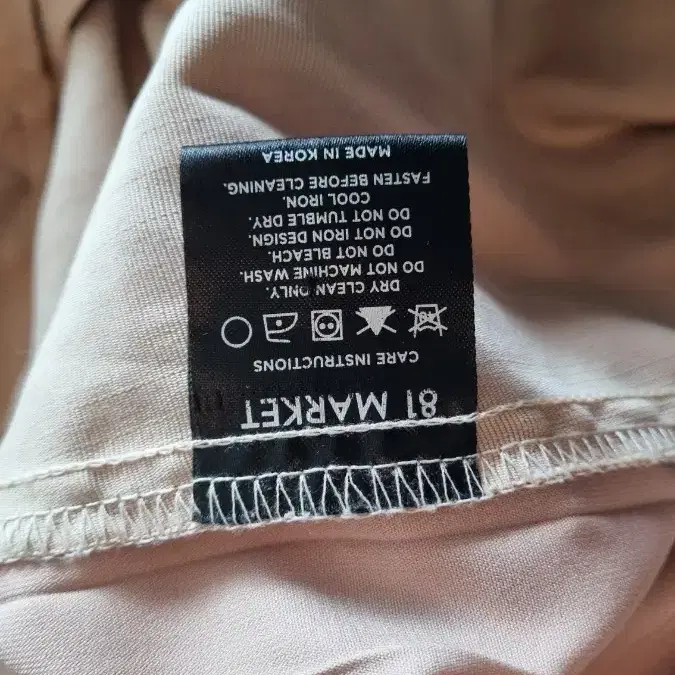 81 MARKET
CARE INSTRUCTIONS
DRY CLEAN ONLY.
DO NOT MACHINE WASH.
DO NOT BLEACH.
DO NOT IRON DESIGN.
DO NOT TUMBLE DRY.
COOL IRON.
FASTEN BEFORE CLEANING.
MADE IN KOREA